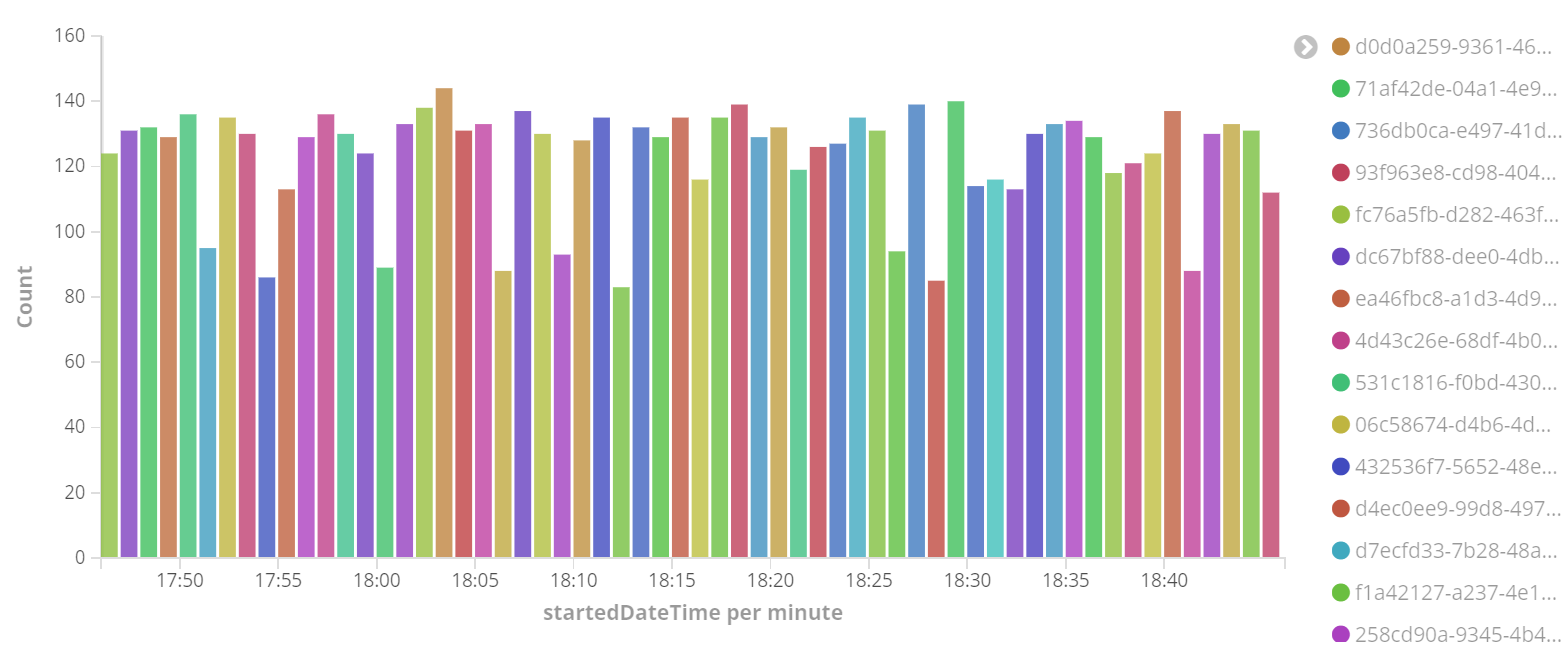 160
140
120
100
80
60
40
20
0
Count
17:50 17:55 18:00 18:05 18:10 18:15 18:20 18:25 18:30 18:35 18:40
startedDateTime per minute
d0d0a259-9361-46...
71af42de-04a1-4e9...
736db0ca-e497-41d...
93f963e8-cd98-404...
fc76a5fb-d282-463f...
dc67bf88-dee0-4db...
ea46fbc8-a1d3-4d9...
4d43c26e-68df-4b0...
531c1816-f0bd-430...
06c58674-d4b6-4d...
432536f7-5652-48e...
d4ec0ee9-99d8-497...
d7ecfd33-7b28-48a...
f1a42127-a237-4e1...
258cd90a-9345-4b4...